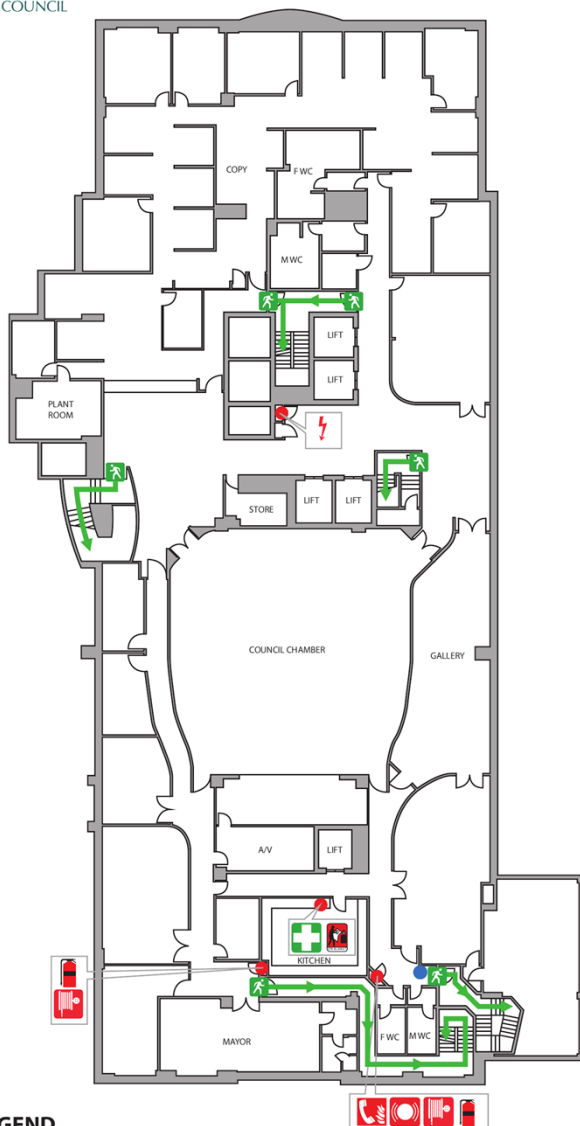 COUNCIL
COPY
F WC
M WC
LIFT
LIFT
PLANT
ROOM
STORE
LIFT
LIFT
COUNCIL CHAMBER
GALLERY
A/V
LIFT
KITCHEN
MAYOR
F WC
M WC
EGEND